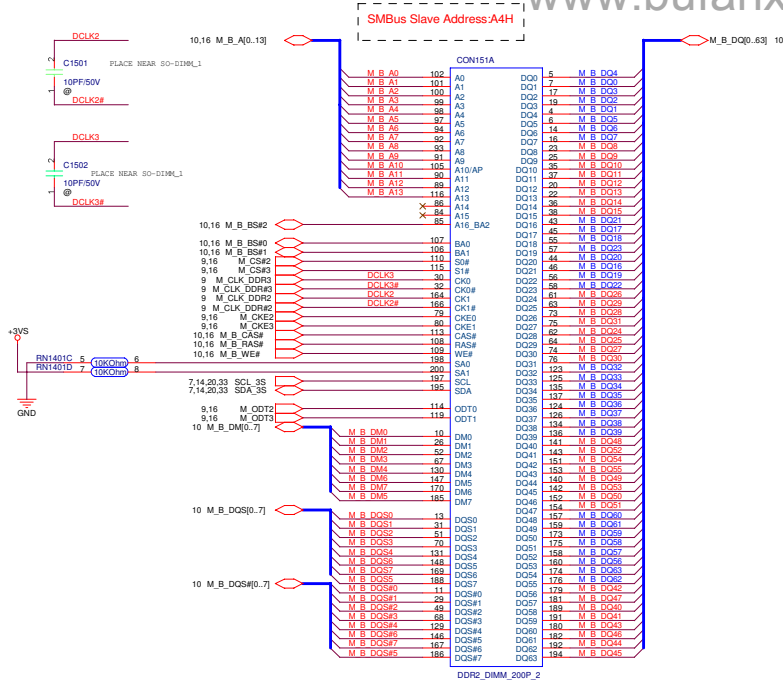 www.bufanx
SMBus Slave Address:A4H
DCLK2
C1501
PLACE NEAR SO-DIMM_1
10PF/50V
@
DCLK2#
2
1
DCLK3
C1502
PLACE NEAR SO-DIMM_1
10PF/50V
@
DCLK3#
2
1
10,16 M_B_A[0..13]
M_B_DQ[0..63] 10
CON151A
M_B_A0 102 A0 DQ0 5 M_B_DQ4
M_B_A1 101 A1 DQ1 7 M_B_DQ0
M_B_A2 100 A2 DQ2 17 M_B_DQ3
M_B_A3 99 A3 DQ3 19 M_B_DQ2
M_B_A4 98 A4 DQ4 4 M_B_DQ1
M_B_A5 97 A5 DQ5 6 M_B_DQ5
M_B_A6 94 A6 DQ6 14 M_B_DQ6
M_B_A7 92 A7 DQ7 16 M_B_DQ7
M_B_A8 93 A8 DQ8 23 M_B_DQ8
M_B_A9 91 A9 DQ9 25 M_B_DQ9
M_B_A10 105 A10/AP DQ10 35 M_B_DQ10
M_B_A11 90 A11 DQ11 37 M_B_DQ11
M_B_A12 89 A12 DQ12 20 M_B_DQ12
M_B_A13 116 A13 DQ13 22 M_B_DQ13
86 A14 DQ14 36 M_B_DQ14
84 A15 DQ15 38 M_B_DQ15
10,16 M_B_BS#2 85 A16_BA2 DQ16 43 M_B_DQ21
DQ17 45 M_B_DQ17
10,16 M_B_BS#0 107 BA0 DQ18 55 M_B_DQ18
10,16 M_B_BS#1 106 BA1 DQ19 57 M_B_DQ23
9,16 M_CS#2 110 S0# DQ20 44 M_B_DQ20
9,16 M_CS#3 115 S1# DQ21 46 M_B_DQ16
9 M_CLK_DDR3 DCLK3 30 CK0 DQ22 56 M_B_DQ19
9 M_CLK_DDR#3 DCLK3# 32 CK0# DQ23 58 M_B_DQ22
9 M_CLK_DDR2 DCLK2 164 CK1 DQ24 61 M_B_DQ26
9 M_CLK_DDR#2 DCLK2# 166 CK1# DQ25 63 M_B_DQ29
9,16 M_CKE2 79 CKE0 DQ26 73 M_B_DQ28
9,16 M_CKE3 80 CKE1 DQ27 75 M_B_DQ31
10,16 M_B_CAS# 113 CAS# DQ28 62 M_B_DQ24
10,16 M_B_RAS# 108 RAS# DQ29 64 M_B_DQ25
10,16 M_B_WE# 109 WE# DQ30 74 M_B_DQ27
+3VS
RN1401C 5 10KOhm 6 198 SA0 DQ31 76 M_B_DQ30
RN1401D 7 10KOhm 8 200 SA1 DQ32 123 M_B_DQ32
7,14,20,33 SCL_3S 197 SCL DQ33 125 M_B_DQ33
7,14,20,33 SDA_3S 195 SDA DQ34 135 M_B_DQ34
GND
DQ35 137 M_B_DQ35
9,16 M_ODT2 114 ODT0 DQ36 124 M_B_DQ36
9,16 M_ODT3 119 ODT1 DQ37 126 M_B_DQ37
10 M_B_DM[0..7] DQ38 134 M_B_DQ38
M_B_DM0 10 DM0 DQ39 136 M_B_DQ39
M_B_DM1 26 DM1 DQ40 141 M_B_DQ48
M_B_DM2 52 DM2 DQ41 143 M_B_DQ52
M_B_DM3 67 DM3 DQ42 151 M_B_DQ54
M_B_DM4 130 DM4 DQ43 153 M_B_DQ55
M_B_DM6 147 DM5 DQ44 140 M_B_DQ49
M_B_DM7 170 DM6 DQ45 142 M_B_DQ53
M_B_DM5 185 DM7 DQ46 152 M_B_DQ50
DQ47 154 M_B_DQ51
10 M_B_DQS[0..7]
M_B_DQS0 13 DQS0 DQ48 157 M_B_DQ60
M_B_DQS1 31 DQS1 DQ49 159 M_B_DQ61
M_B_DQS2 51 DQS2 DQ50 173 M_B_DQ59
M_B_DQS3 70 DQS3 DQ51 175 M_B_DQ58
M_B_DQS4 131 DQS4 DQ52 158 M_B_DQ57
M_B_DQS6 148 DQS5 DQ53 160 M_B_DQ56
M_B_DQS7 169 DQS6 DQ54 174 M_B_DQ63
M_B_DQS5 188 DQS7 DQ55 176 M_B_DQ62
10 M_B_DQS#[0..7]
M_B_DQS#0 11 DQS#0 DQ56 179 M_B_DQ42
M_B_DQS#1 29 DQS#1 DQ57 181 M_B_DQ47
M_B_DQS#2 49 DQS#2 DQ58 189 M_B_DQ40
M_B_DQS#3 68 DQS#3 DQ59 191 M_B_DQ41
M_B_DQS#4 129 DQS#4 DQ60 180 M_B_DQ43
M_B_DQS#6 146 DQS#5 DQ61 182 M_B_DQ46
M_B_DQS#7 167 DQS#6 DQ62 192 M_B_DQ44
M_B_DQS#5 186 DQS#7 DQ63 194 M_B_DQ45
DDR2_DIMM_200P_2